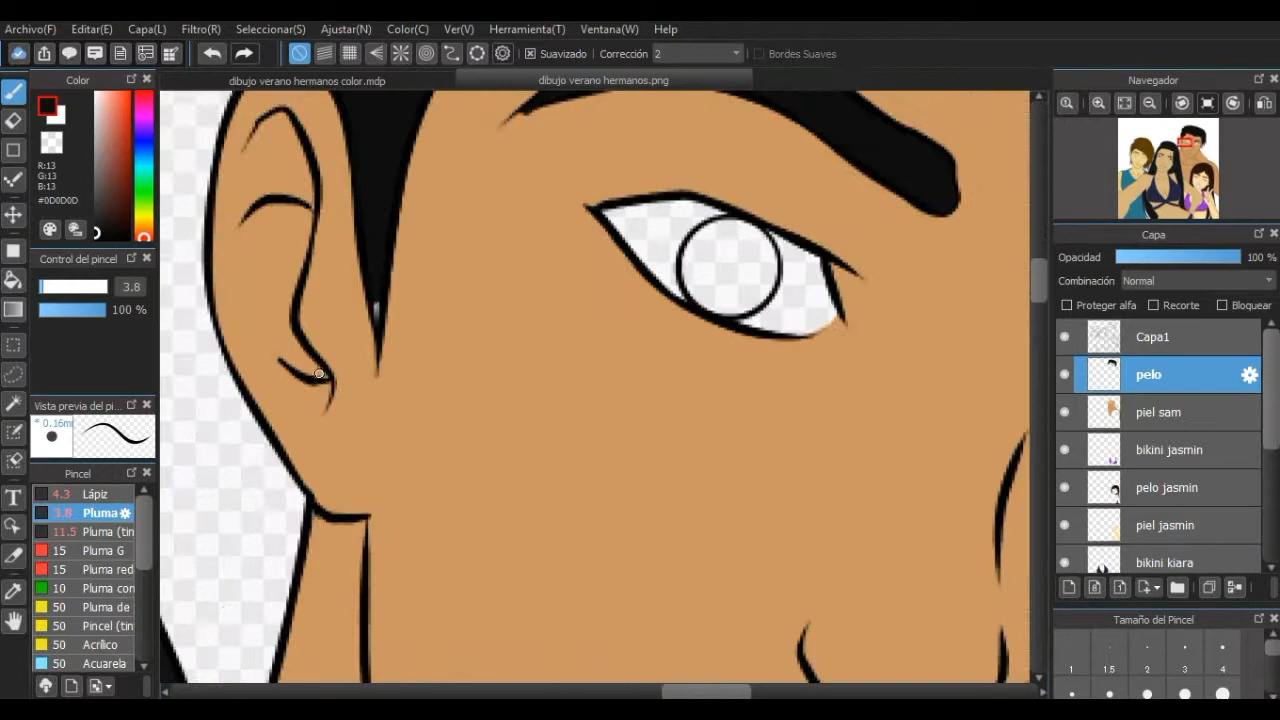 Archivo(F) Editar(E) Capa(L) Filtro(R) Seleccionar(S) Ajustar(N) Color(C) Ver(V) Herramienta(T) Ventana(W) Help
Suavizado Corrección 2 Bordes Suaves
Color
dibujo verano hermanos color.mdp
dibujo verano hermanos.png
Navegador
R:13
G:13
B:13
#0D0D0D
Control del pincel
3.8
100 %
Vista previa del pi...
* 0.16m
Pincel
4.3 Lápiz
3.8 Pluma
11.5 Pluma (tin
15 Pluma G
15 Pluma red
10 Pluma con
50 Pluma de
50 Pincel (tin
50 Acrílico
50 Acuarela
Capa
Opacidad 100 %
Combinación Normal
Proteger alfa Recorte Bloquear
Capa1
pelo
piel sam
bikini jasmin
pelo jasmin
piel jasmin
bikini kiara
Tamaño del Pincel
1 1.5 2 3 4